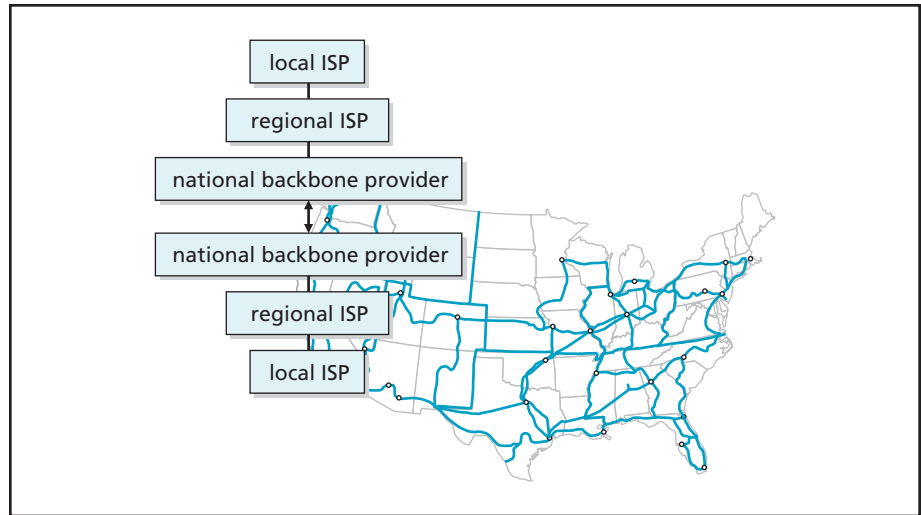 local ISP
regional ISP
national backbone provider
national backbone provider
regional ISP
local ISP